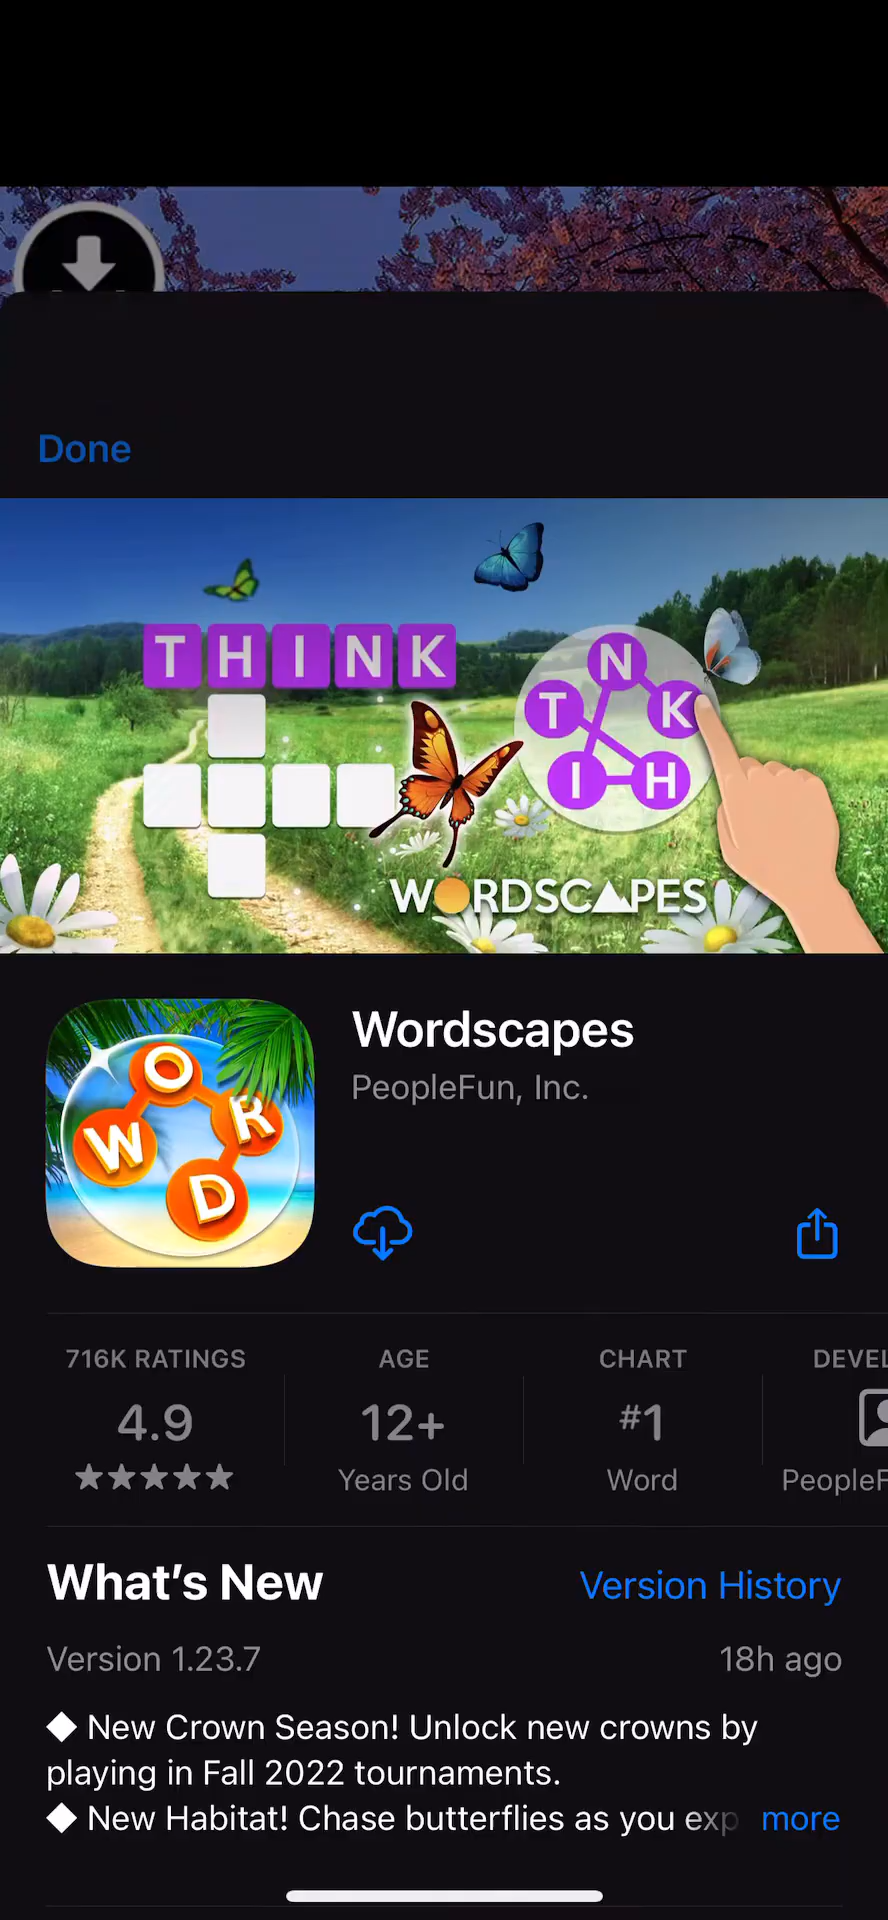 Done
THINK
N
T
K
I
H
WORDSCAPES
O
W
R
D
Wordscapes
PeopleFun, Inc.
716K RATINGS
4.9
★★★★★
AGE
12+
Years Old
CHART
#1
Word
DEVEL
PeopleF
What's New
Version History
Version 1.23.7
18h ago
◆ New Crown Season! Unlock new crowns by
playing in Fall 2022 tournaments.
◆ New Habitat! Chase butterflies as you exp more